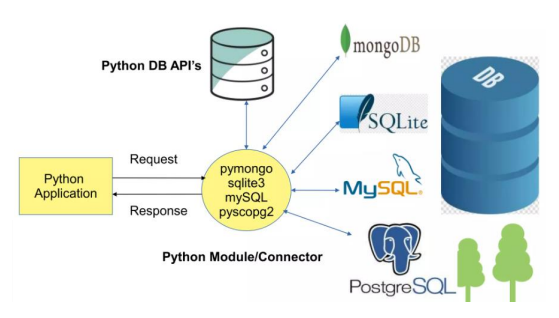 Python DB API's
mongoDB
DB
SQLite
Python
Application
Request
Response
pymongo
sqlite3
mySQL
pyscopg2
MySQL®
Python Module/Connector
PostgreSQL